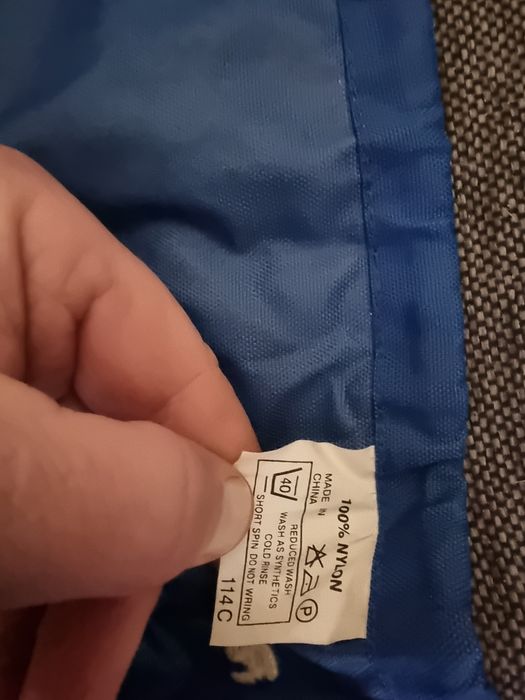 100% NYLON
MADE IN
CHINA
P
40
REDUCED WASH
WASH AS SYNTHETICS
COLD RINSE
SHORT SPIN DO NOT WRING
114C